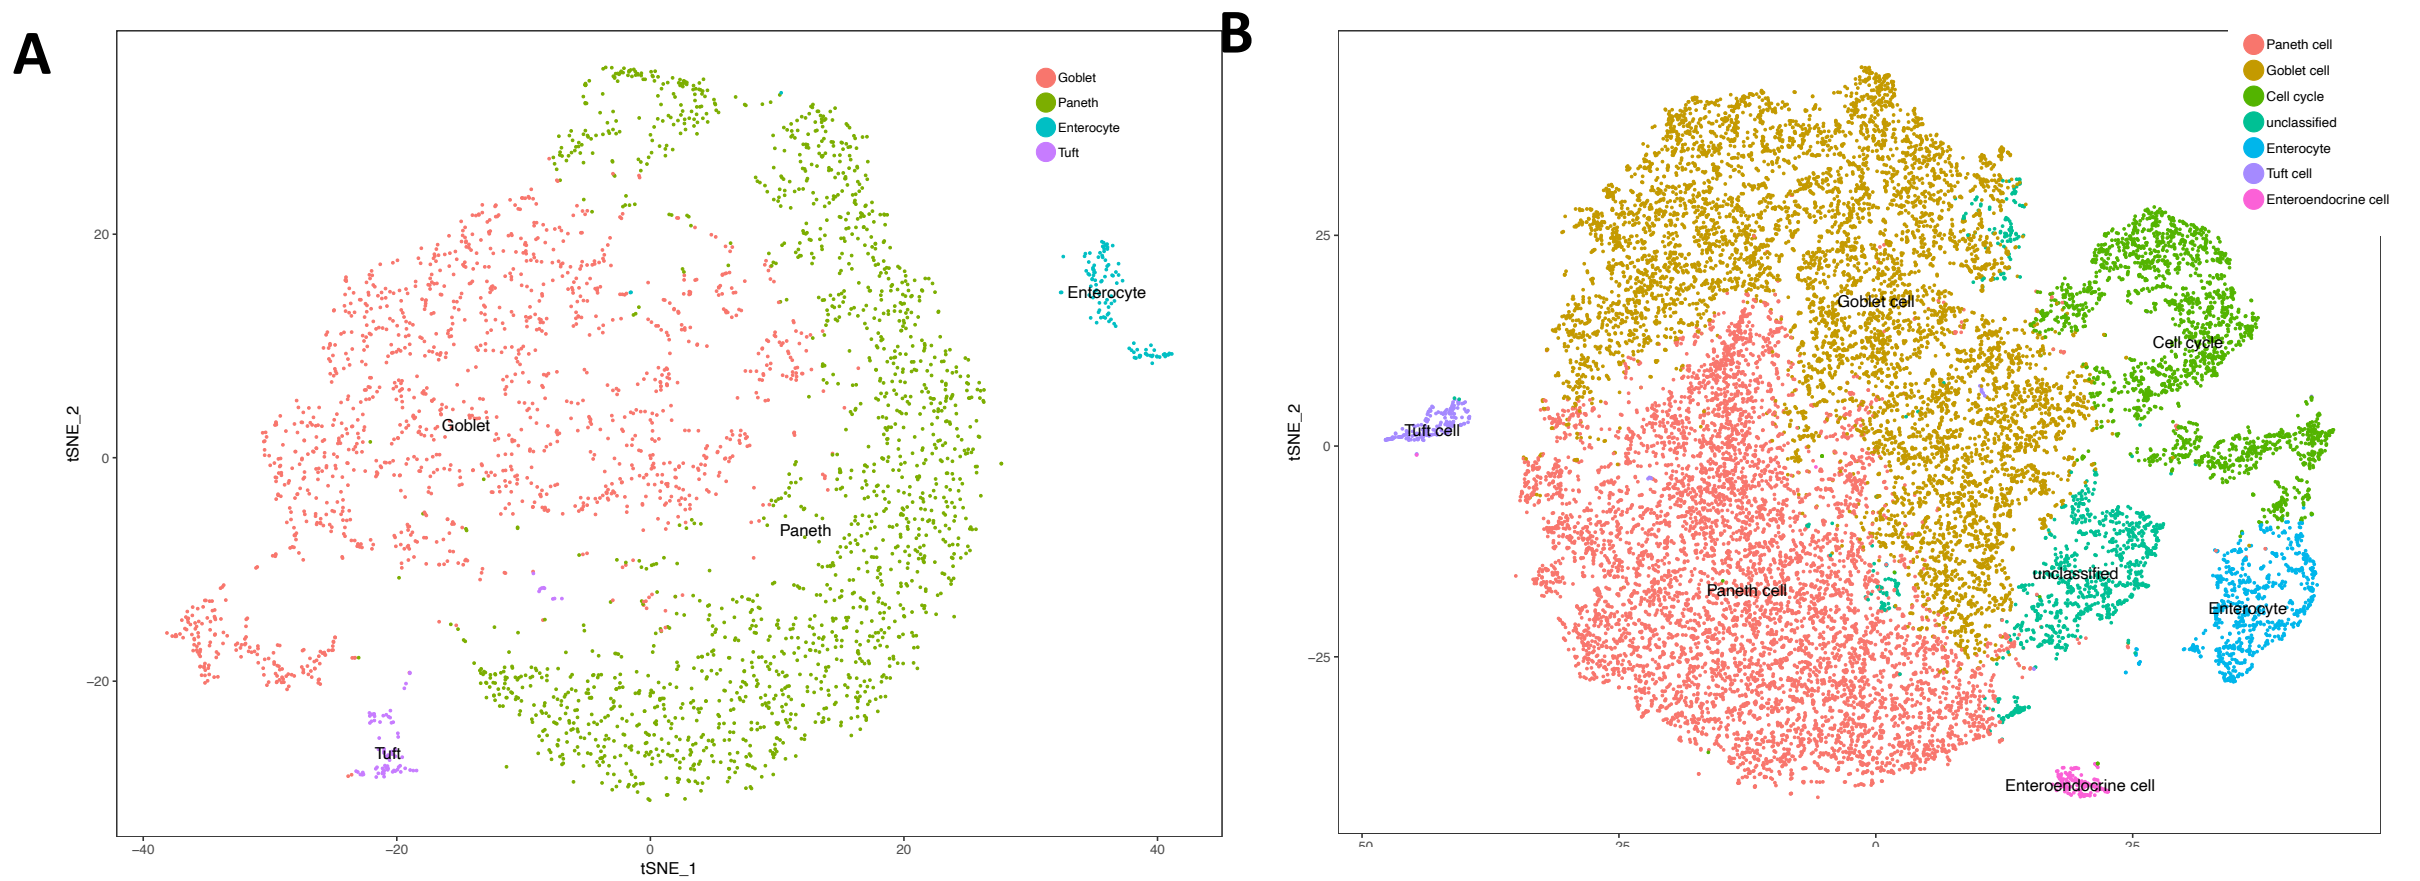 A
Goblet
Paneth
Enterocyte
Tuft
20
0
−20
tSNE_2
Enterocyte
Goblet
Paneth
Tuft
−40
−20
0
20
40
tSNE_1
B
Paneth cell
Goblet cell
Cell cycle
unclassified
Enterocyte
Tuft cell
Enteroendocrine cell
25
0
−25
tSNE_2
Goblet cell
Cell cycle
Tuft cell
unclassified
Paneth cell
Enterocyte
Enteroendocrine cell
50
25
0
25